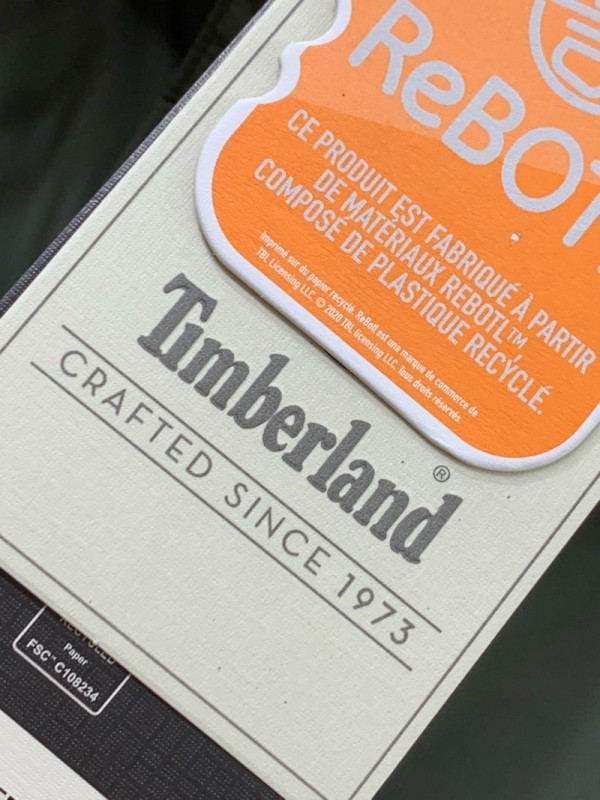 ReBOT
CE PRODUIT EST FABRIQUÉ À PARTIR
DE MATÉRIAUX REBOTL™,
COMPOSÉ DE PLASTIQUE RECYCLÉ.
Imprimé sur du papier recyclé. ReBotl est une marque de commerce de
TBL Licensing LLC. © 2020 TBL licensing LLC. Tous droits réservés.
Timberland®
CRAFTED SINCE 1973
RECYCLED
Paper
FSC™ C108234